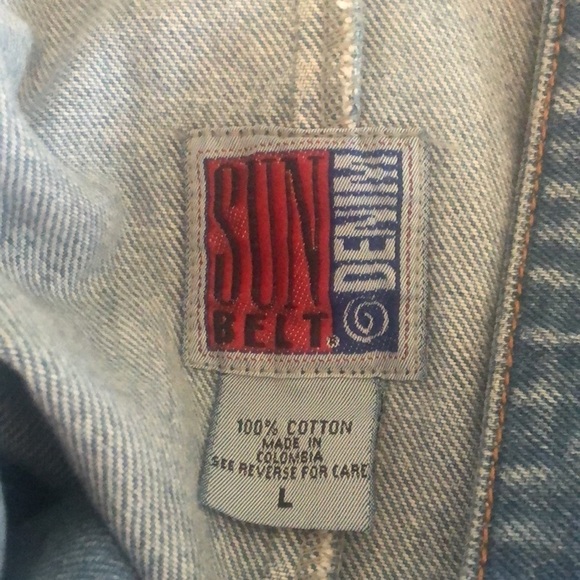 SUN
BELT®
DENIM
100% COTTON
MADE IN
COLOMBIA
SEE REVERSE FOR CARE
L